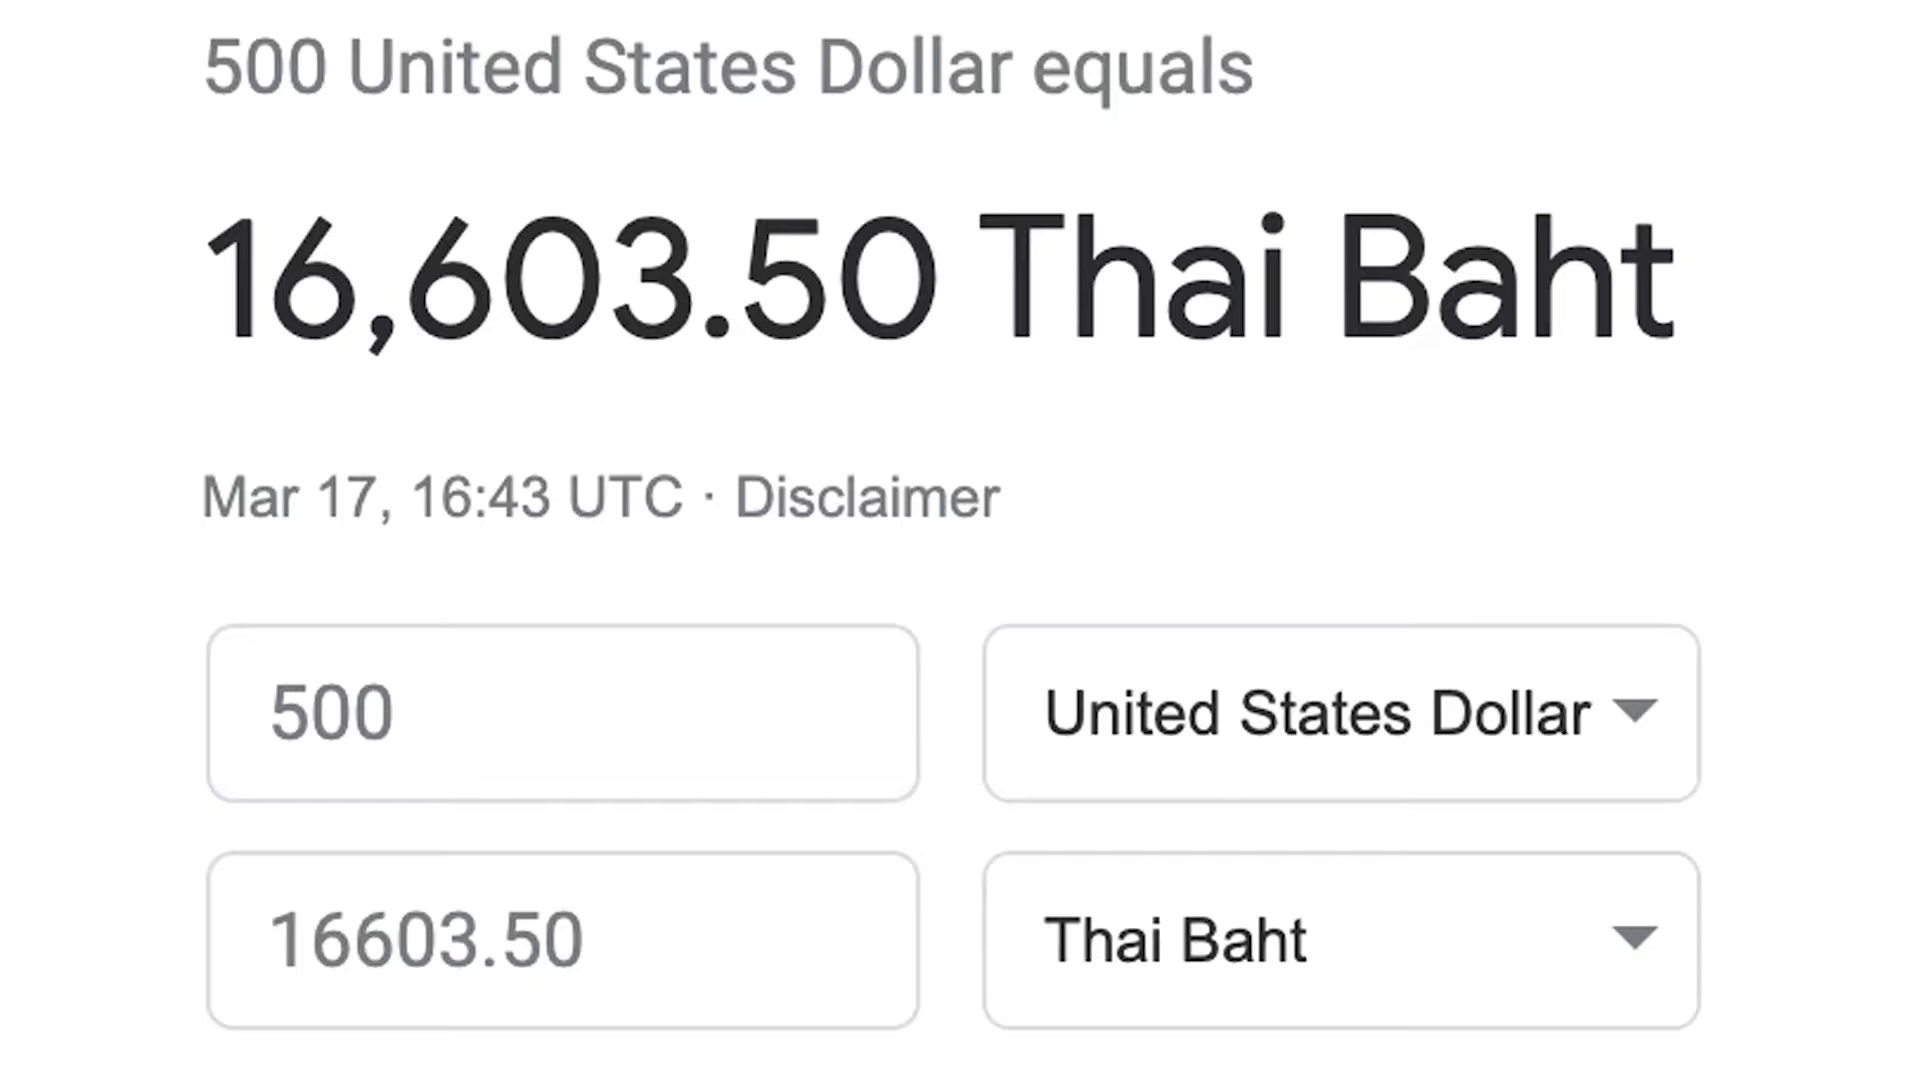 500 United States Dollar equals
16,603.50 Thai Baht
Mar 17, 16:43 UTC · Disclaimer
500
United States Dollar
16603.50
Thai Baht